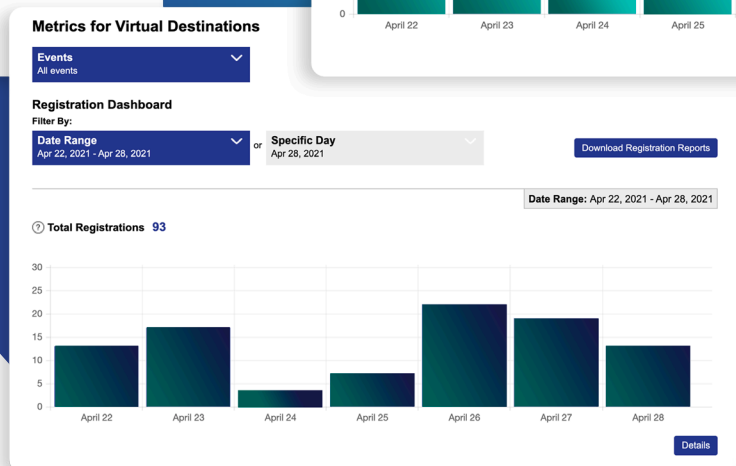 0
April 22
April 23
April 24
April 25
Metrics for Virtual Destinations
Events
All events
Registration Dashboard
Filter By:
Date Range
Apr 22, 2021 - Apr 28, 2021
or
Specific Day
Apr 28, 2021
Download Registration Reports
Date Range: Apr 22, 2021 - Apr 28, 2021
? Total Registrations 93
30
25
20
15
10
5
0
April 22
April 23
April 24
April 25
April 26
April 27
April 28
Details